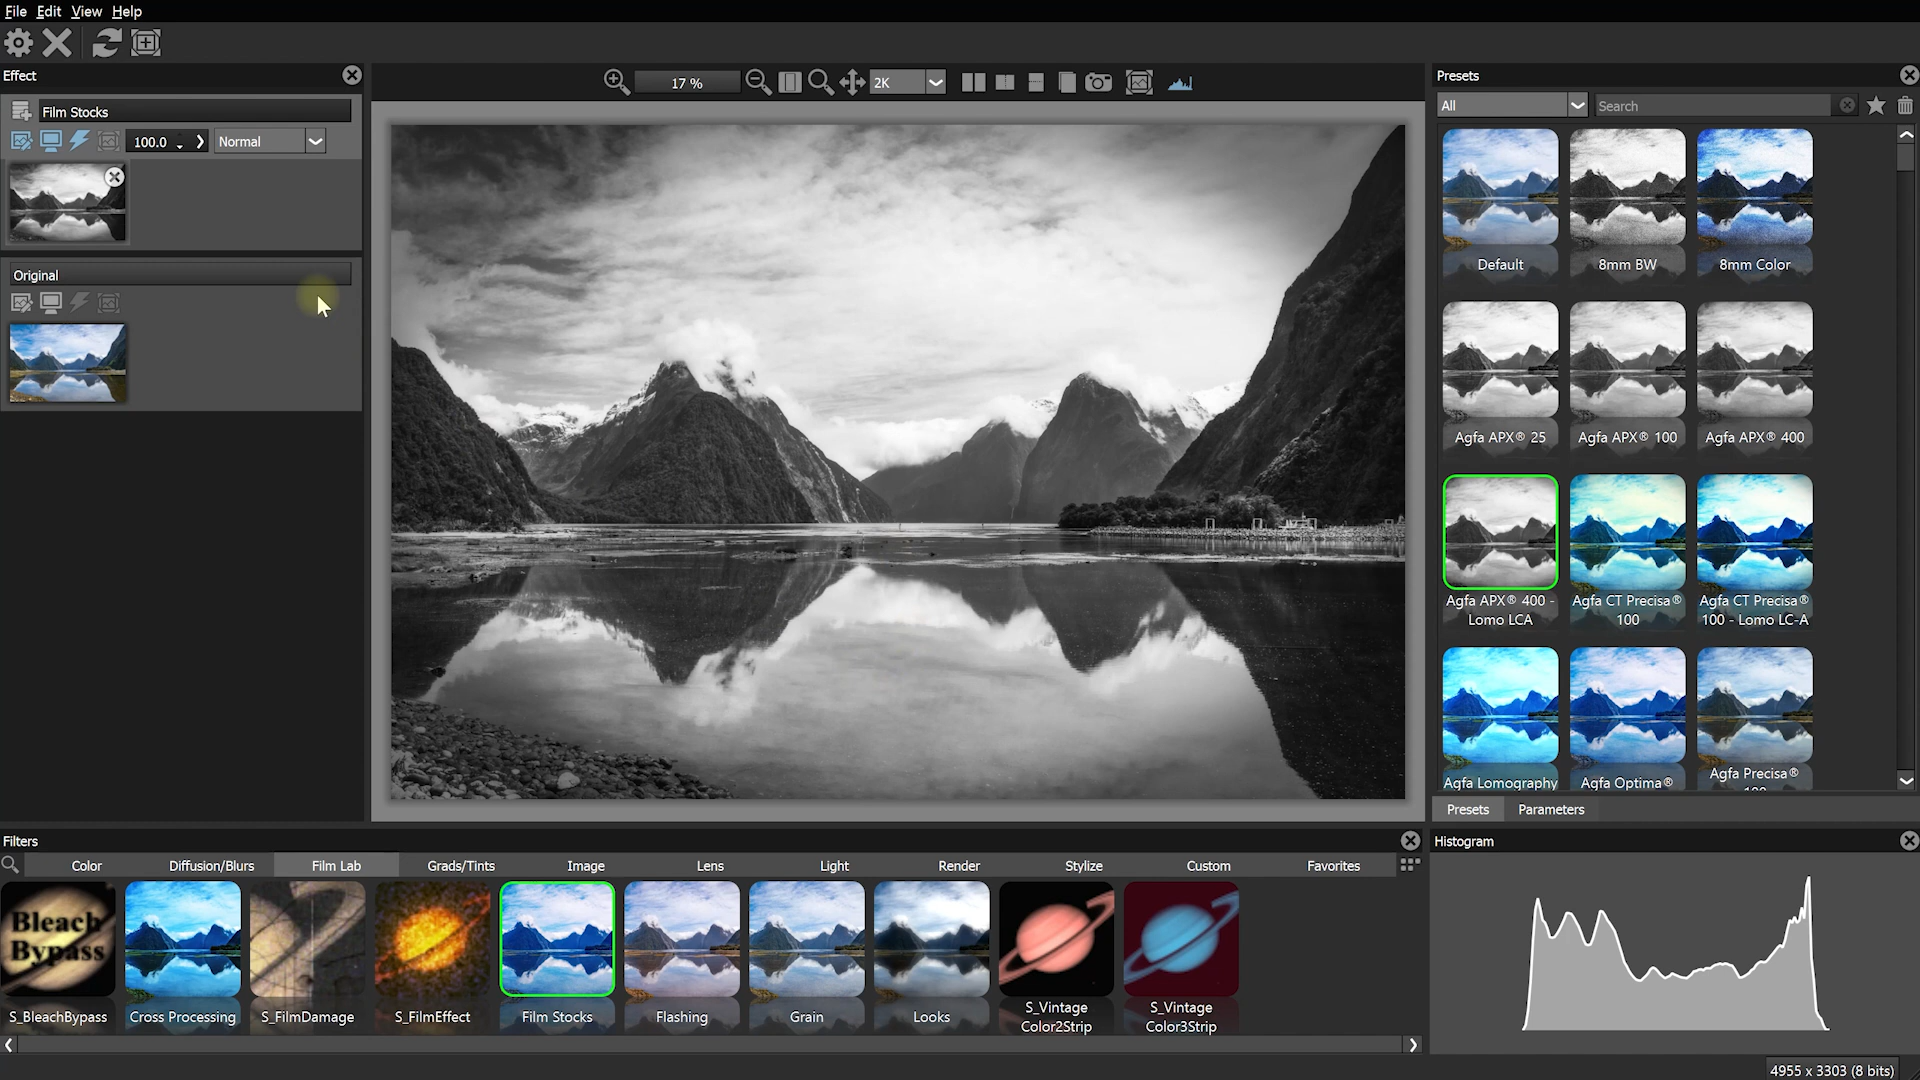 File Edit View Help
Effect
Film Stocks
100.0
Normal
Original
17 %
2K
Presets
All
Search
Default
8mm BW
8mm Color
Agfa APX® 25
Agfa APX® 100
Agfa APX® 400
Agfa APX® 400 -
Lomo LCA
Agfa CT Precisa®
100
Agfa CT Precisa®
100 - Lomo LC-A
Agfa Lomography
Agfa Optima®
Agfa Precisa®
Presets
Parameters
Filters
Color
Diffusion/Blurs
Film Lab
Grads/Tints
Image
Lens
Light
Render
Stylize
Custom
Favorites
Bleach
Bypass
S_BleachBypass
Cross Processing
S_FilmDamage
S_FilmEffect
Film Stocks
Flashing
Grain
Looks
S_Vintage
Color2Strip
S_Vintage
Color3Strip
Histogram
4955 x 3303 (8 bits)